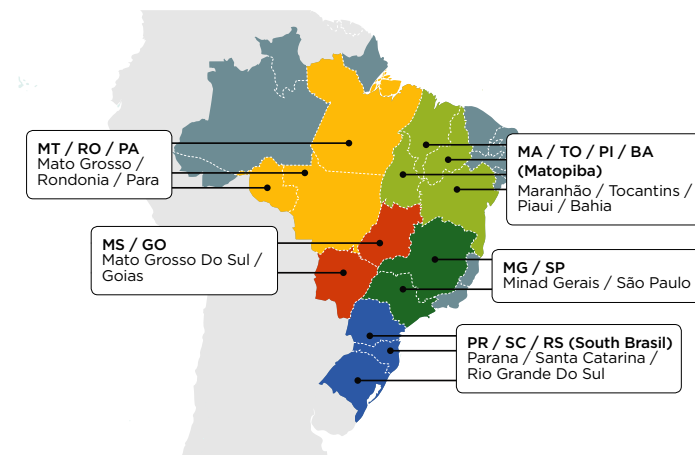 MT / RO / PA
Mato Grosso /
Rondonia / Para
MA / TO / PI / BA
(Matopiba)
Maranhão / Tocantins /
Piaui / Bahia
MS / GO
Mato Grosso Do Sul /
Goias
MG / SP
Minad Gerais / São Paulo
PR / SC / RS (South Brasil)
Parana / Santa Catarina /
Rio Grande Do Sul